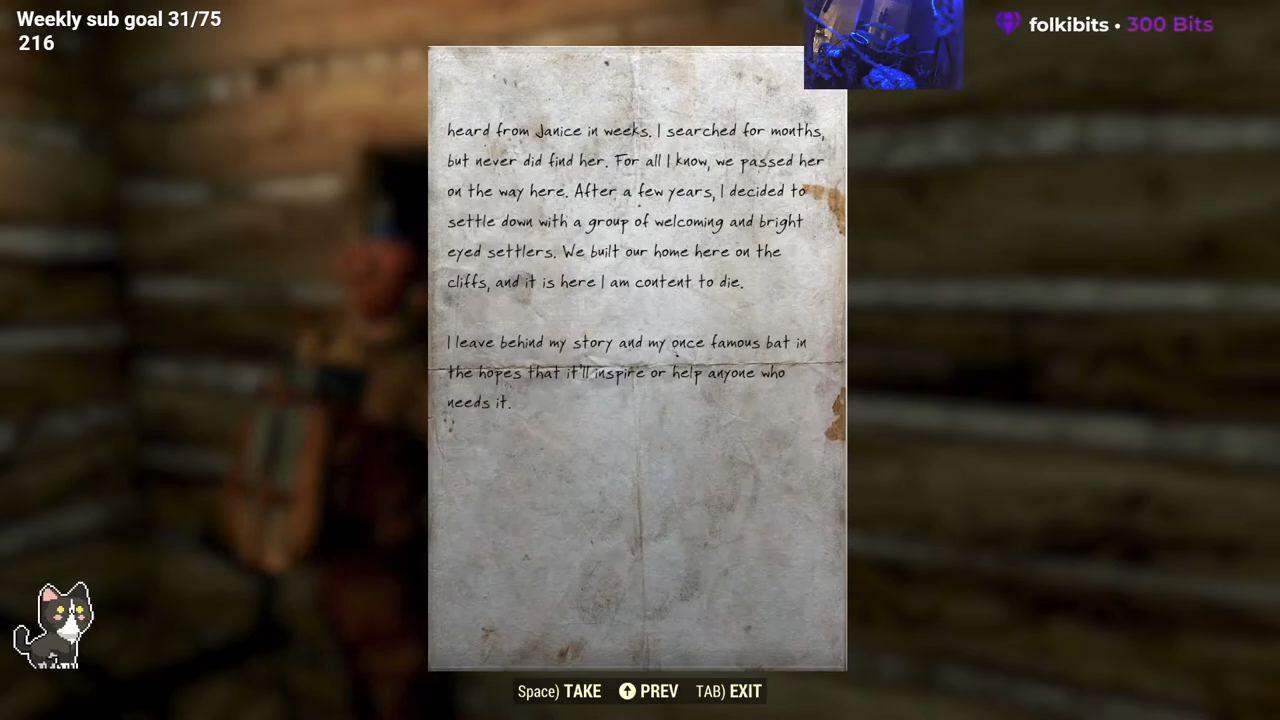 Weekly sub goal 31/75
216
folkibits • 300 Bits
heard from Janice in weeks. I searched for months,
but never did find her. For all I know, we passed her
on the way here. After a few years, I decided to
settle down with a group of welcoming and bright
eyed settlers. We built our home here on the
cliffs, and it is here I am content to die.
I leave behind my story and my once famous bat in
the hopes that it'll inspire or help anyone who
needs it.
Space) TAKE PREV TAB) EXIT